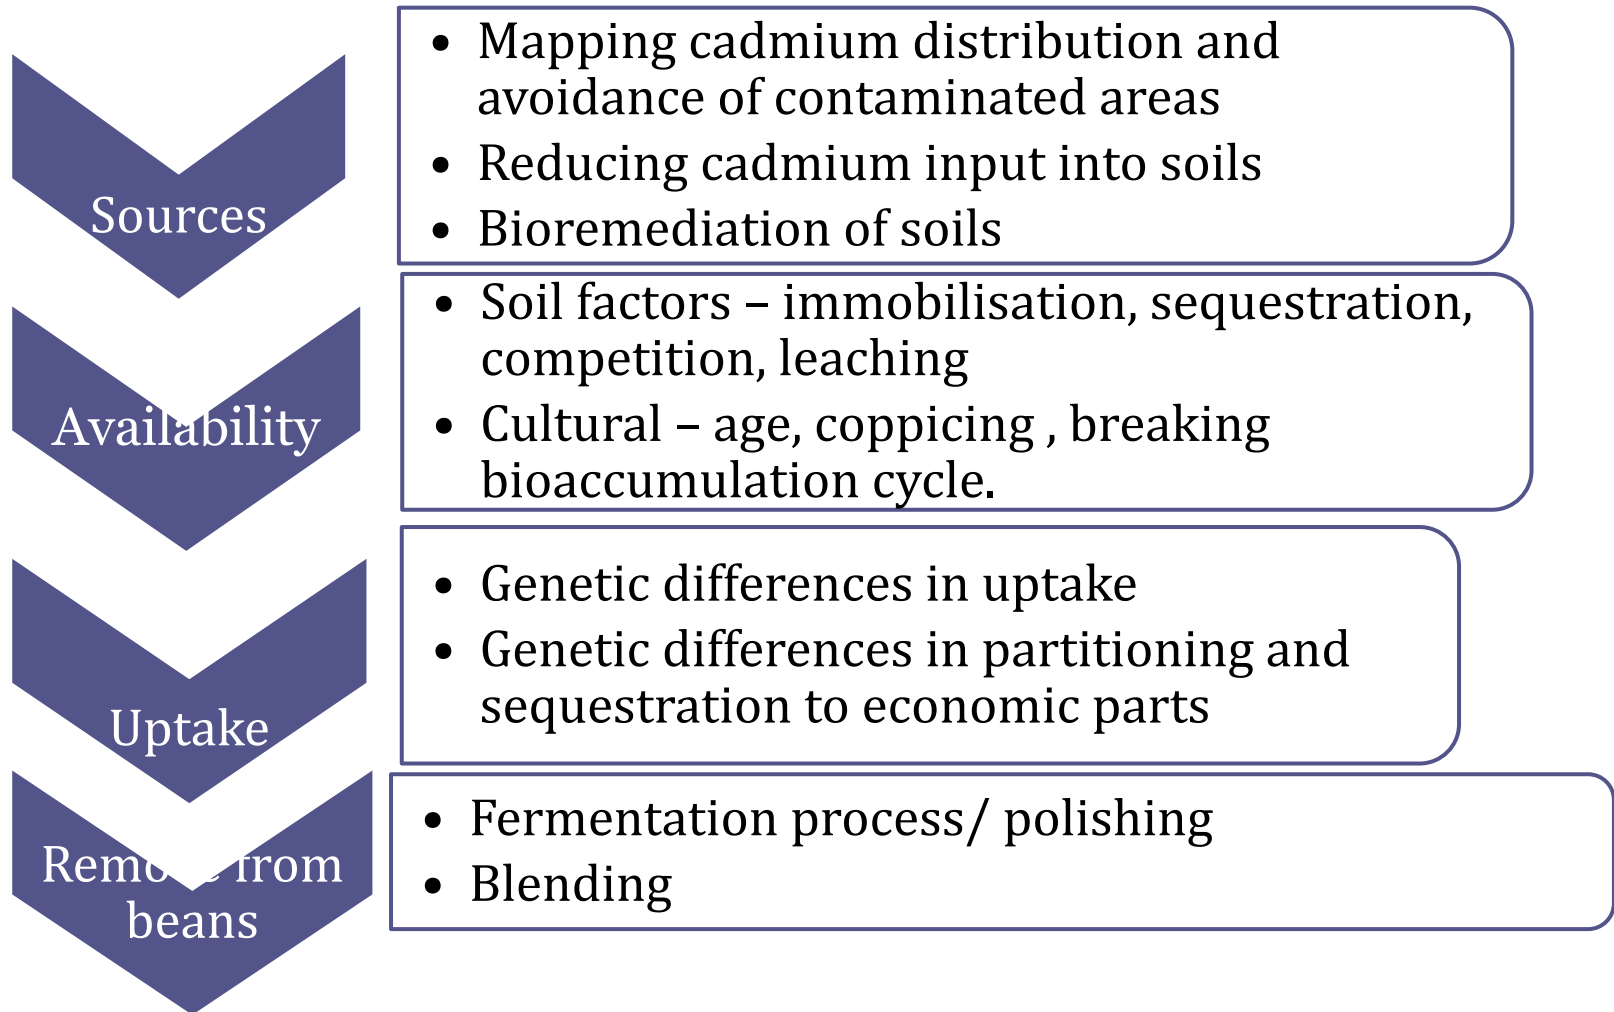 Sources
• Mapping cadmium distribution and
avoidance of contaminated areas
• Reducing cadmium input into soils
• Bioremediation of soils
Availability
• Soil factors – immobilisation, sequestration,
competition, leaching
• Cultural – age, coppicing , breaking
bioaccumulation cycle.
Uptake
• Genetic differences in uptake
• Genetic differences in partitioning and
sequestration to economic parts
Remove from
beans
• Fermentation process/ polishing
• Blending